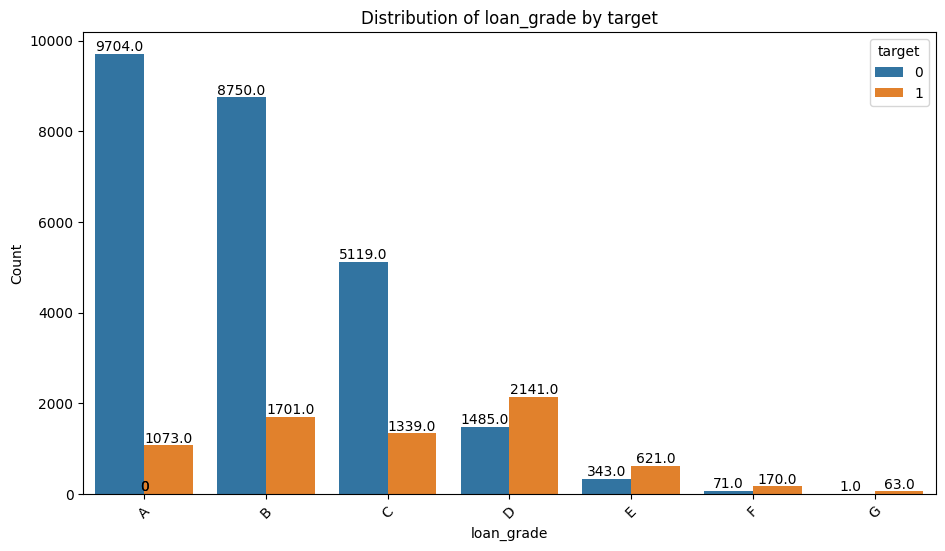 Distribution of loan_grade by target
10000
8000
6000
4000
2000
0
Count
9704.0
1073.0
0
8750.0
1701.0
5119.0
1339.0
1485.0
2141.0
343.0
621.0
71.0
170.0
1.0
63.0
target
0
1
A
B
C
D
E
F
G
loan_grade